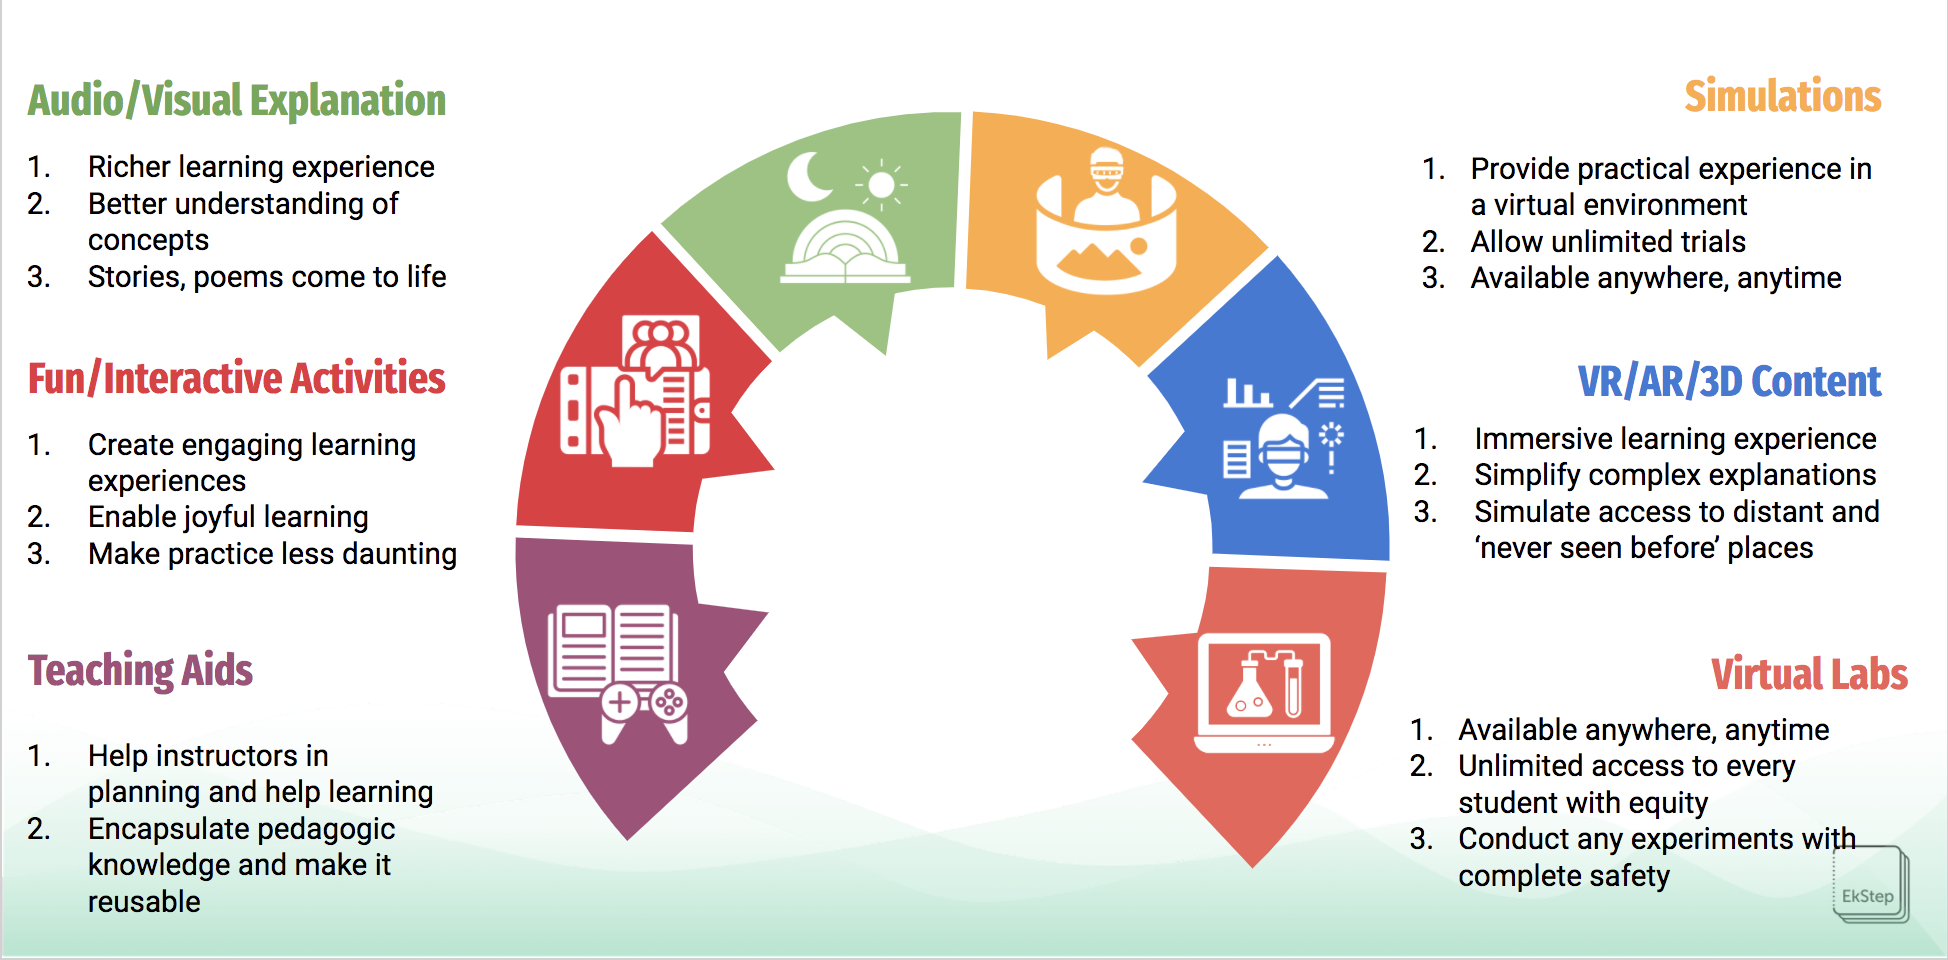 Audio/Visual Explanation
1. Richer learning experience
2. Better understanding of
concepts
3. Stories, poems come to life
Fun/Interactive Activities
1. Create engaging learning
experiences
2. Enable joyful learning
3. Make practice less daunting
Teaching Aids
1. Help instructors in
planning and help learning
2. Encapsulate pedagogic
knowledge and make it
reusable
Simulations
1. Provide practical experience in
a virtual environment
2. Allow unlimited trials
3. Available anywhere, anytime
VR/AR/3D Content
1. Immersive learning experience
2. Simplify complex explanations
3. Simulate access to distant and
‘never seen before’ places
Virtual Labs
1. Available anywhere, anytime
2. Unlimited access to every
student with equity
3. Conduct any experiments with
complete safety
EkStep